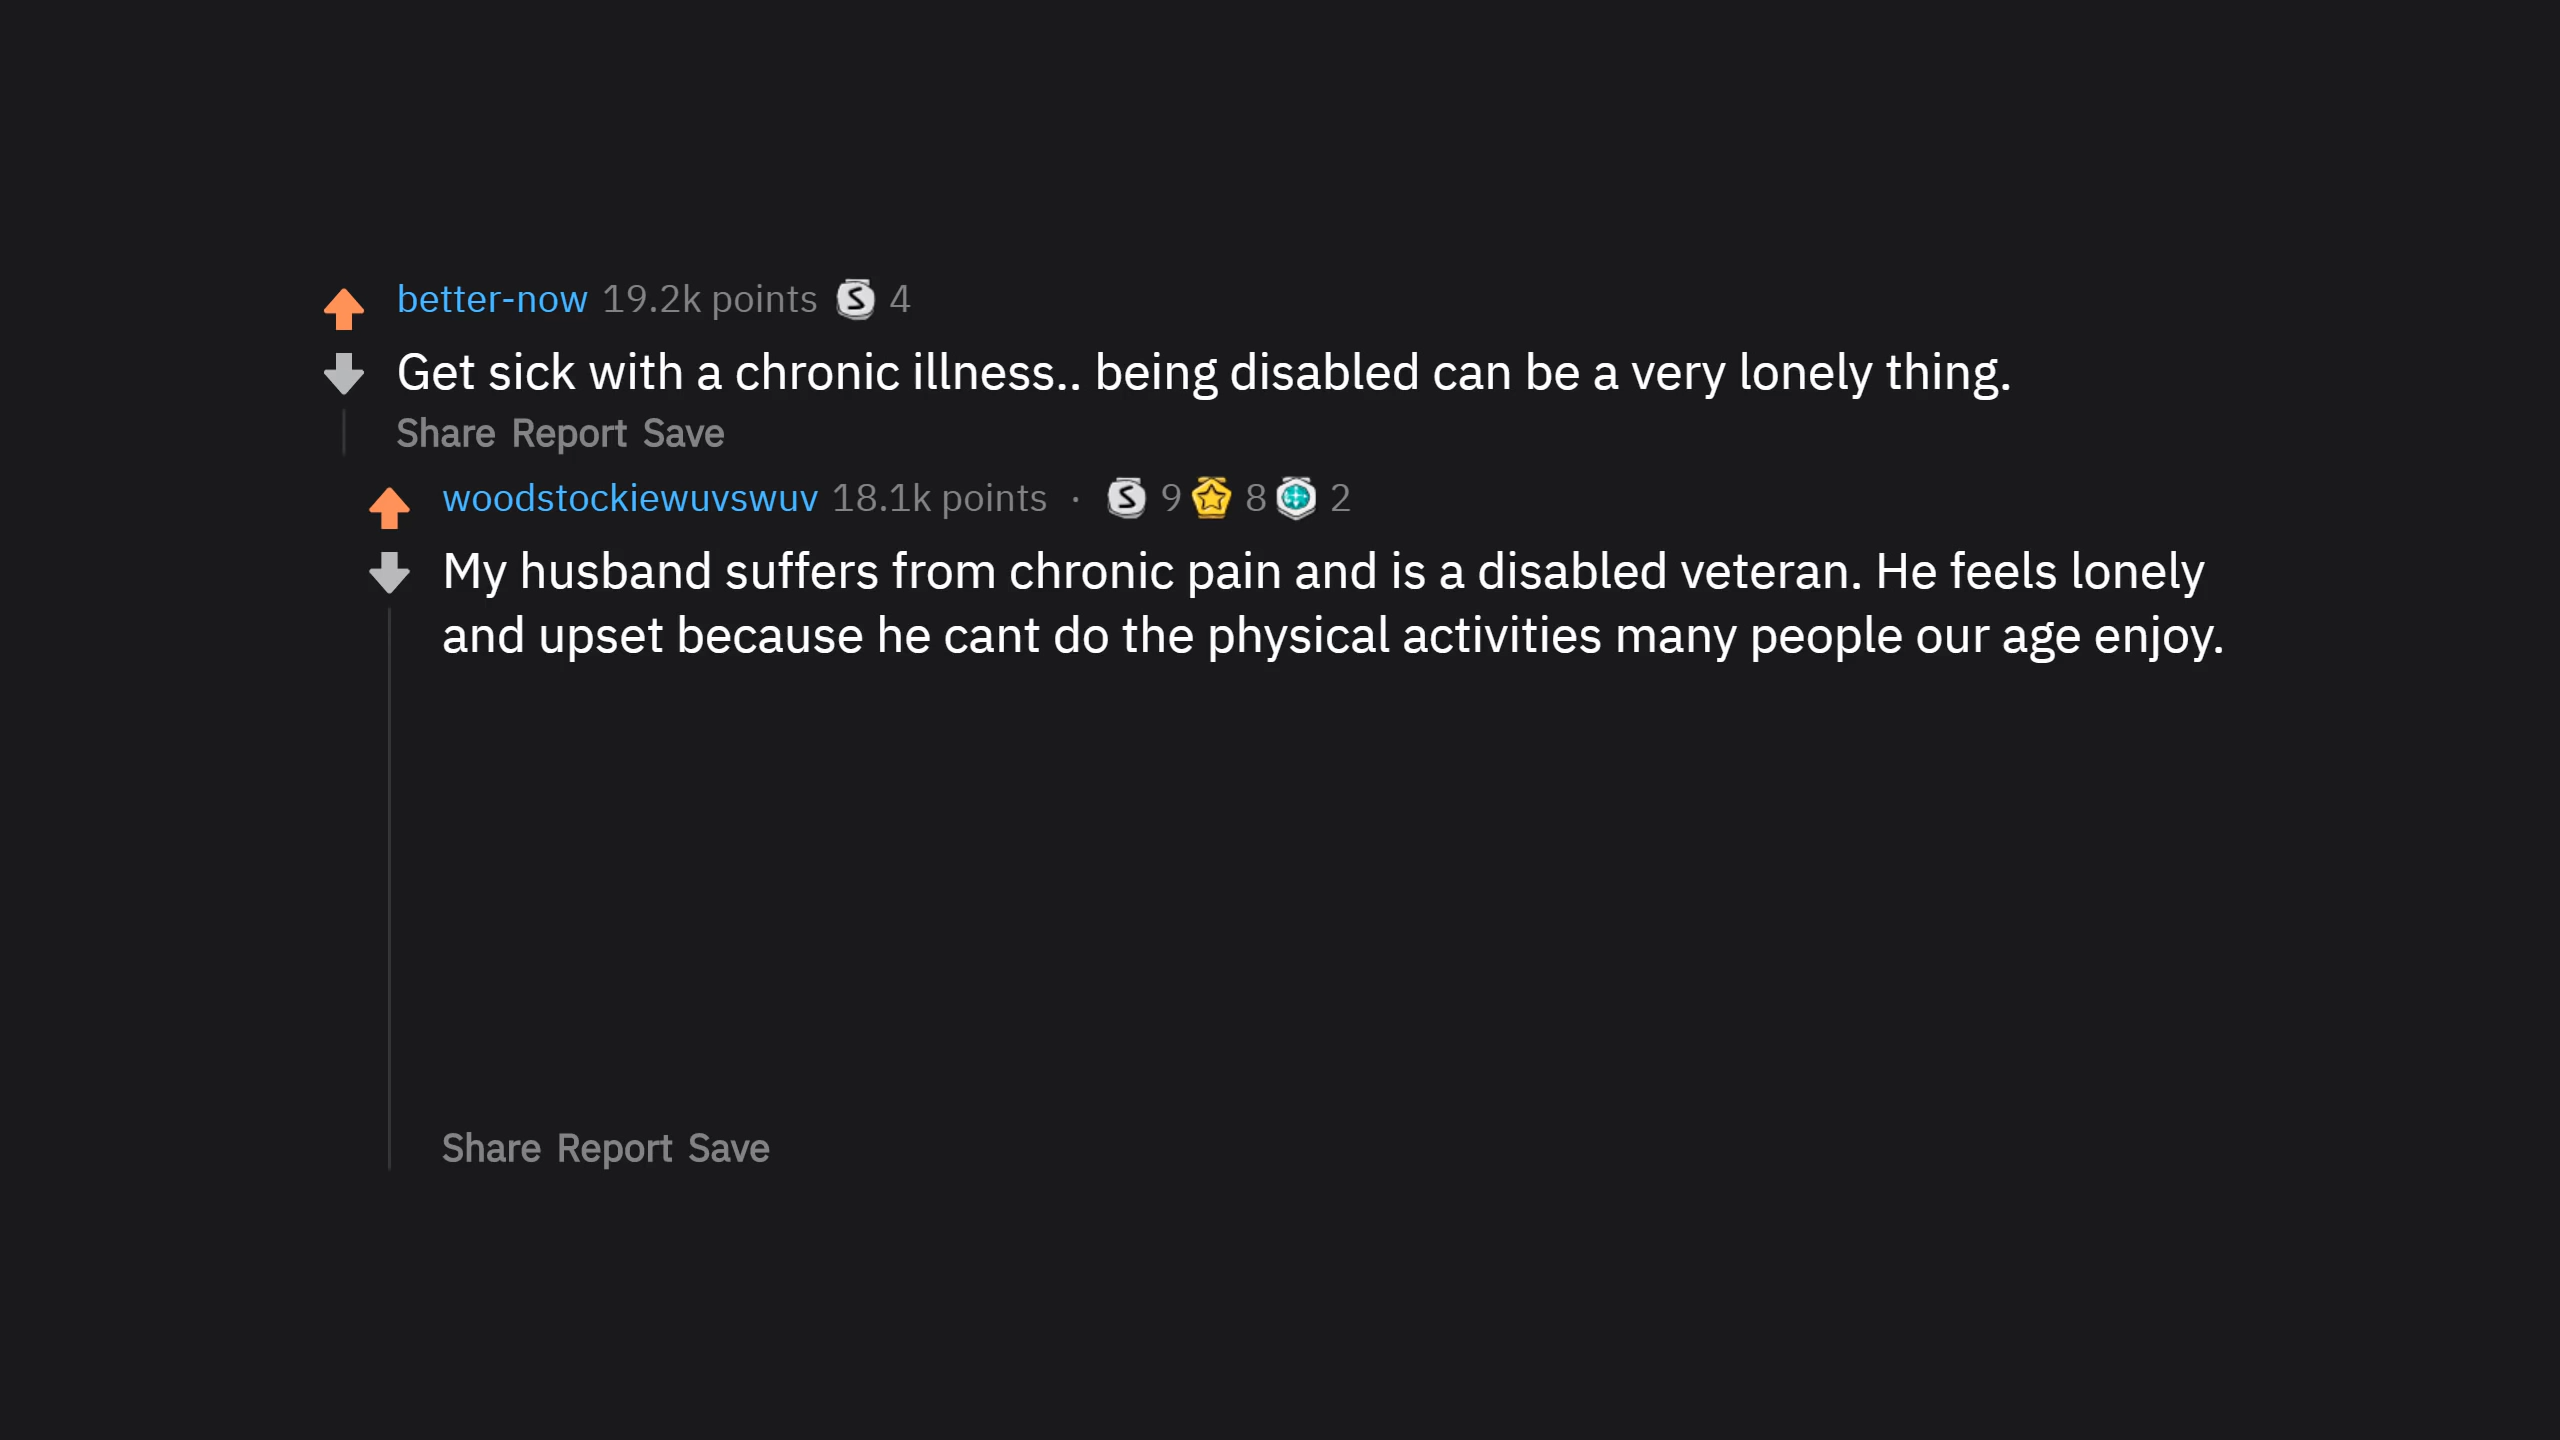 better-now 19.2k points 4
Get sick with a chronic illness.. being disabled can be a very lonely thing.
Share Report Save
woodstockiewuvswuv 18.1k points · 9 8 2
My husband suffers from chronic pain and is a disabled veteran. He feels lonely
and upset because he cant do the physical activities many people our age enjoy.
Share Report Save